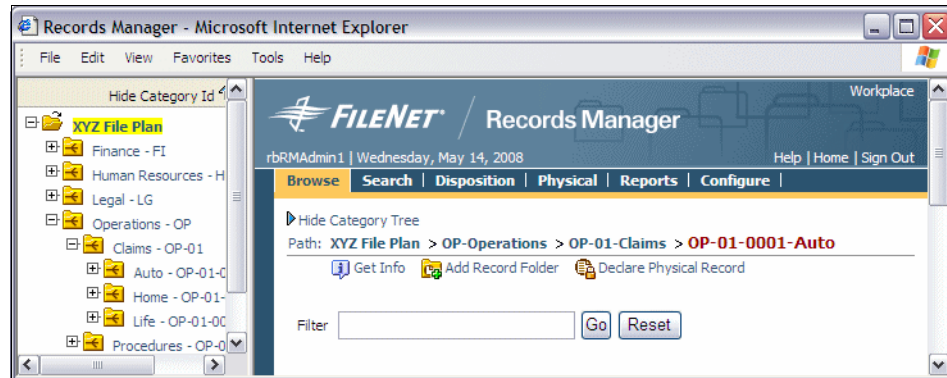 Records Manager - Microsoft Internet Explorer
File Edit View Favorites Tools Help
Hide Category Id
XYZ File Plan
Finance - FI
Human Resources - H
Legal - LG
Operations - OP
Claims - OP-01
Auto - OP-01-0
Home - OP-01-
Life - OP-01-00
Procedures - OP-0
Workplace
FILENET Records Manager
rbRMAdmin1 | Wednesday, May 14, 2008
Help | Home | Sign Out
Browse Search | Disposition | Physical | Reports | Configure |
Hide Category Tree
Path: XYZ File Plan > OP-Operations > OP-01-Claims > OP-01-0001-Auto
Get Info Add Record Folder Declare Physical Record
Filter Go Reset